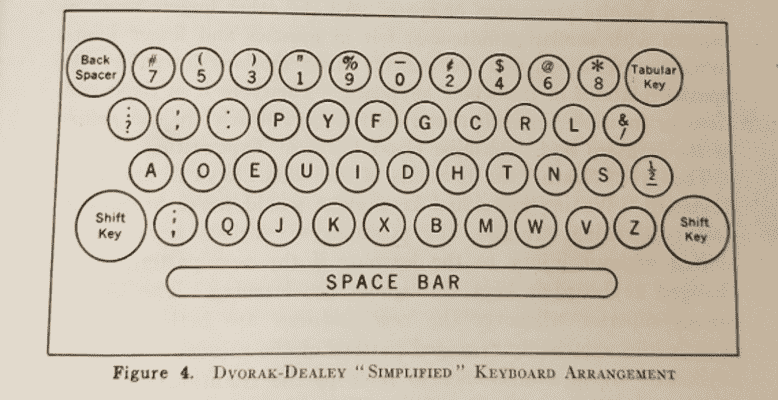 Back Spacer # 7 ( 5 ) 3 " 1 % 9 – 0 ¢ 2 $ 4 @ 6 * 8 Tabular Key
: ? , , . . P Y F G C R L & /
A O E U I D H T N S ½ –
Shift Key : ; Q J K X B M W V Z Shift Key
SPACE BAR
Figure 4. DVORAK-DEALEY "SIMPLIFIED" KEYBOARD ARRANGEMENT